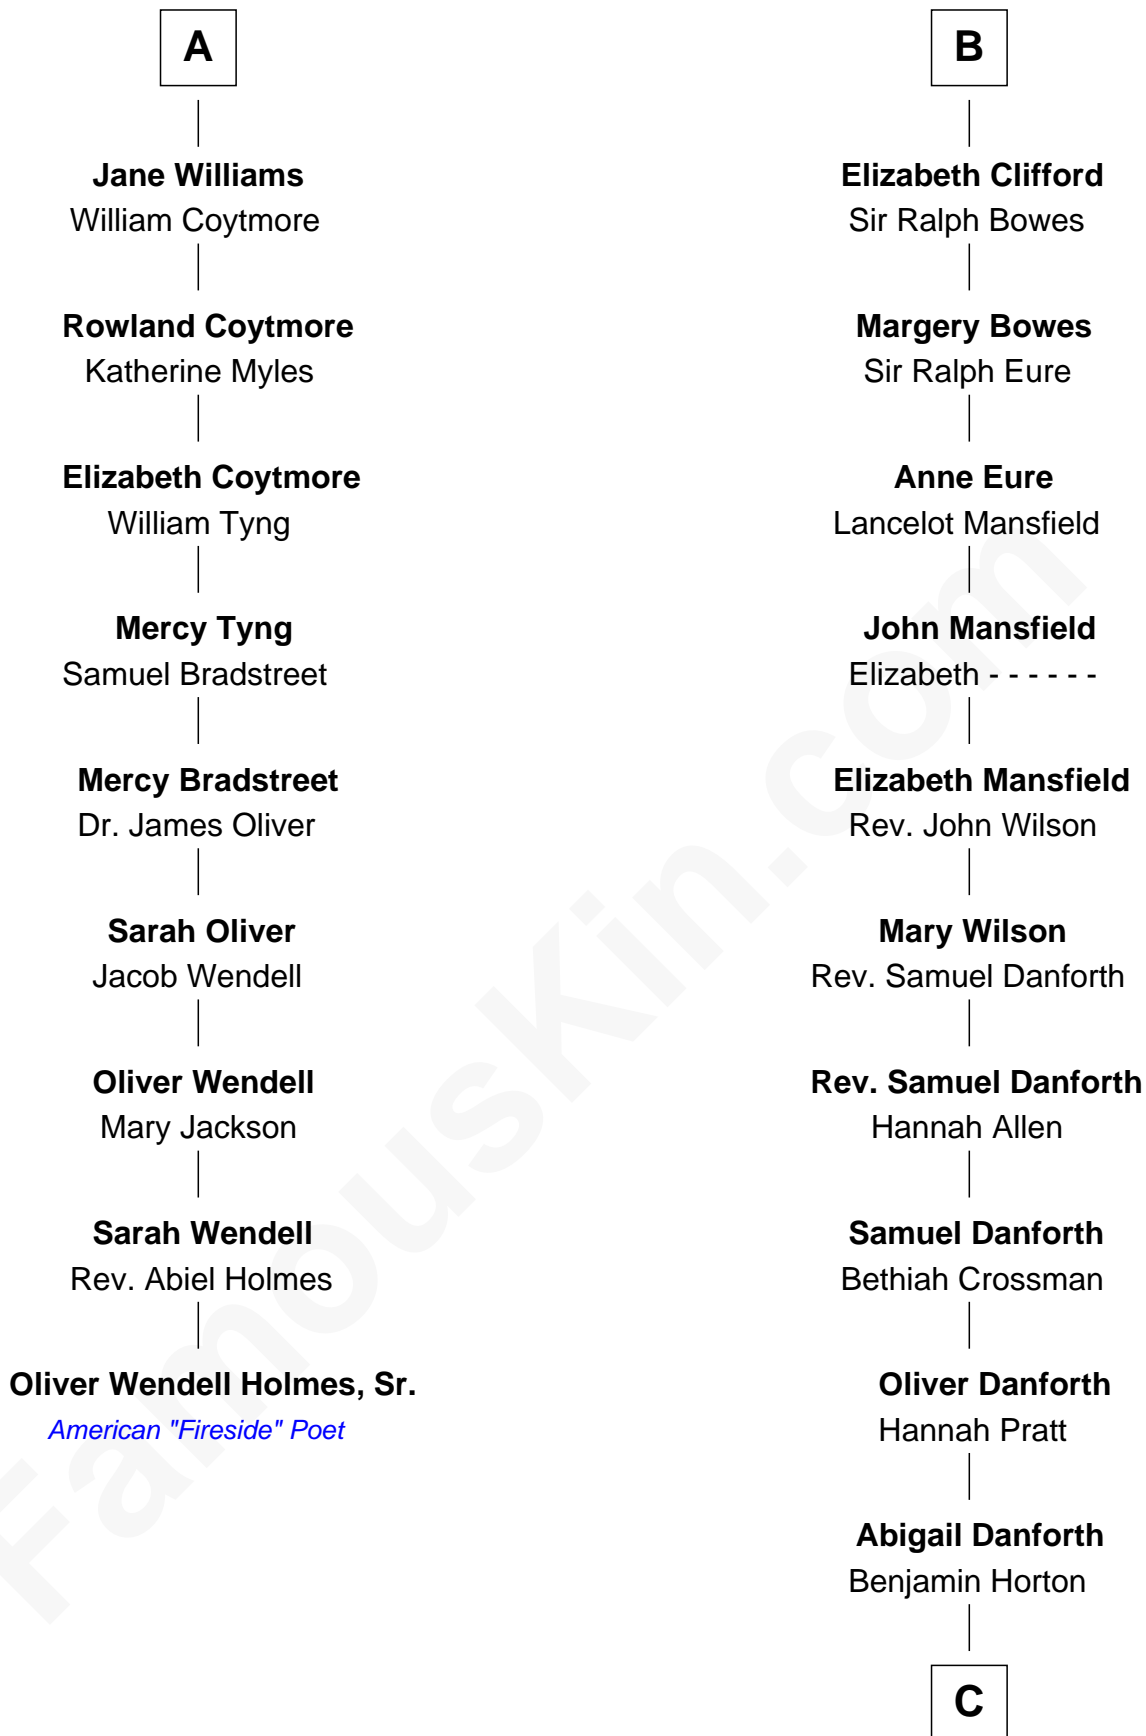 A
Jane Williams
William Coytmore
Rowland Coytmore
Katherine Myles
Elizabeth Coytmore
William Tyng
Mercy Tyng
Samuel Bradstreet
Mercy Bradstreet
Dr. James Oliver
Sarah Oliver
Jacob Wendell
Oliver Wendell
Mary Jackson
Sarah Wendell
Rev. Abiel Holmes
Oliver Wendell Holmes, Sr.
American "Fireside" Poet
B
Elizabeth Clifford
Sir Ralph Bowes
Margery Bowes
Sir Ralph Eure
Anne Eure
Lancelot Mansfield
John Mansfield
Elizabeth - - - - - -
Elizabeth Mansfield
Rev. John Wilson
Mary Wilson
Rev. Samuel Danforth
Rev. Samuel Danforth
Hannah Allen
Samuel Danforth
Bethiah Crossman
Oliver Danforth
Hannah Pratt
Abigail Danforth
Benjamin Horton
C
FamousKin.com